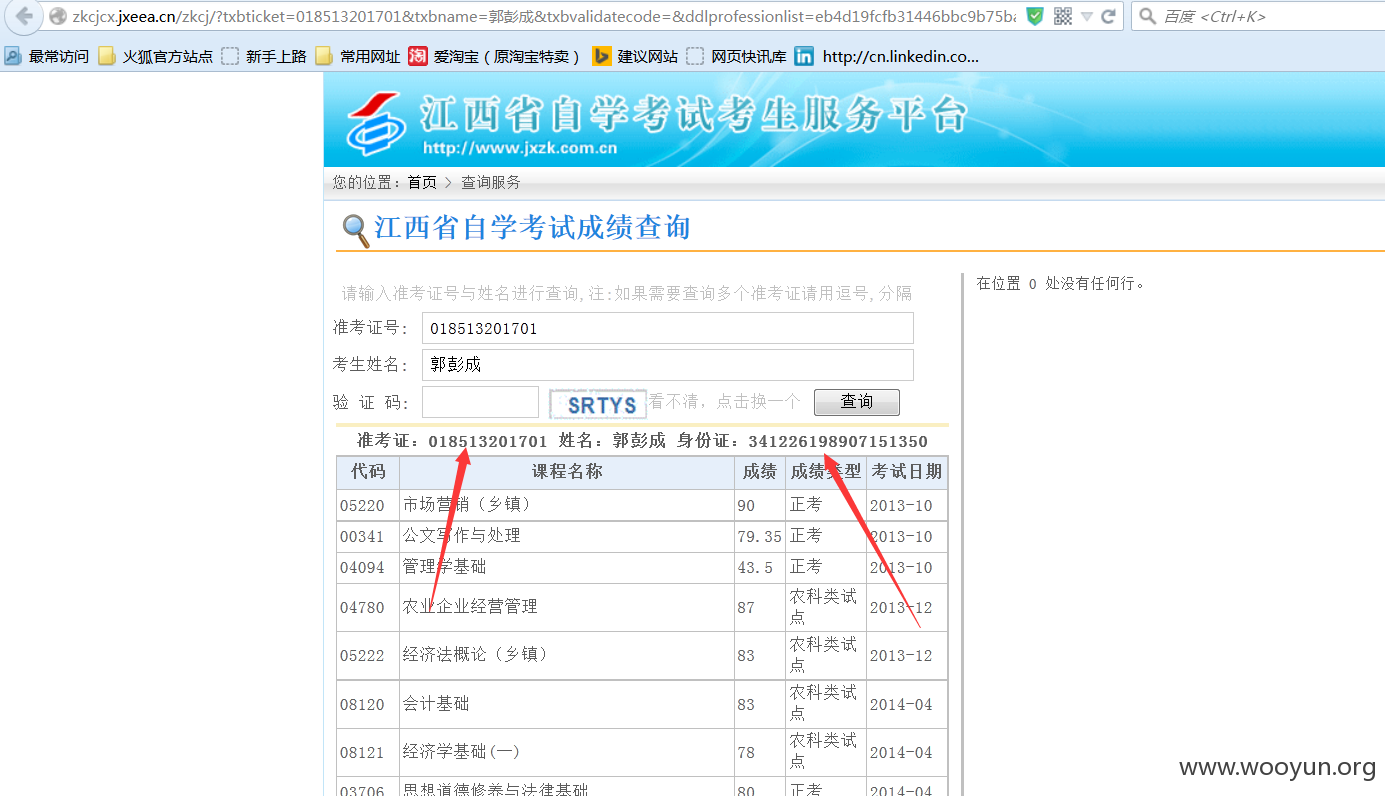 zkcjcx.jxeea.cn/zkcj/?txbticket=018513201701&txbname=郭彭成&txbvalidatecode=&ddlprofessionlist=eb4d19fcfb31446bbc9b75b
百度 <Ctrl+K>
最常访问 火狐官方站点 新手上路 常用网址 淘 爱淘宝（原淘宝特卖） 建议网站 网页快讯库 in http://cn.linkedin.co...
江西省自学考试考生服务平台
http://www.jxzk.com.cn
您的位置：首页 > 查询服务
江西省自学考试成绩查询
在位置 0 处没有任何行。
请输入准考证号与姓名进行查询,注:如果需要查询多个准考证请用逗号,分隔
准考证号： 018513201701
考生姓名： 郭彭成
验 证 码： SRTYS 看不清，点击换一个 查询
准考证：018513201701 姓名：郭彭成 身份证：341226198907151350
代码 课程名称 成绩 成绩类型 考试日期
05220 市场营销（乡镇） 90 正考 2013-10
00341 公文写作与处理 79.35 正考 2013-10
04094 管理学基础 43.5 正考 2013-10
04780 农业企业经营管理 87 农科类试点 2013-12
05222 经济法概论（乡镇） 83 农科类试点 2013-12
08120 会计基础 83 农科类试点 2014-04
08121 经济学基础(一) 78 农科类试点 2014-04
03706 思想道德修养与法律基础 80 正考 2014-04
www.wooyun.org